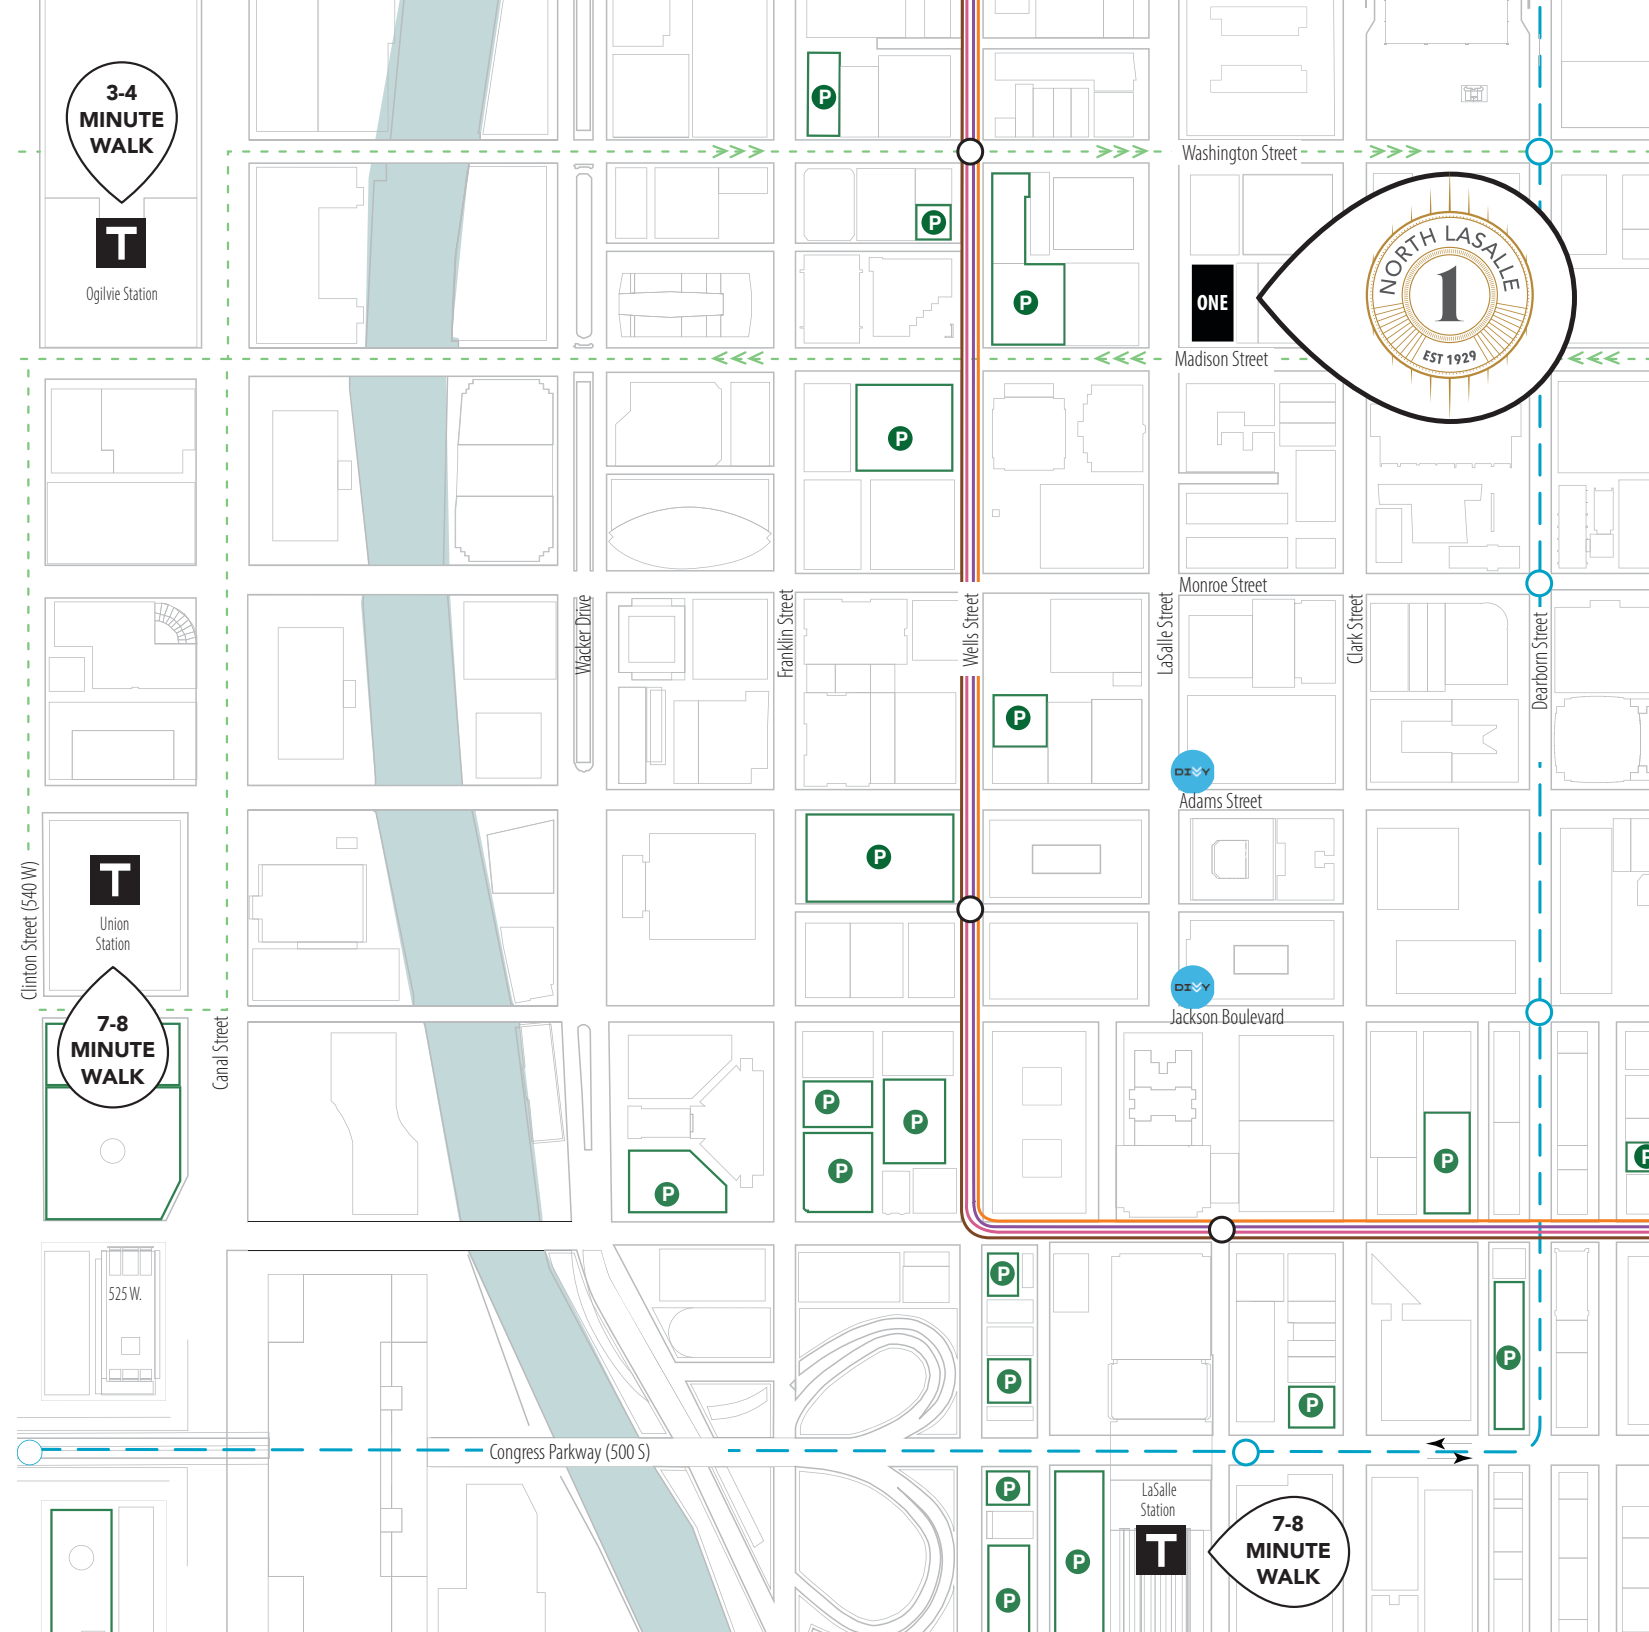 3-4
MINUTE
WALK
T
Ogilvie Station
P
Washington Street
P
P
ONE
NORTH LASALLE
1
EST 1929
Madison Street
P
Monroe Street
Wacker Drive
Franklin Street
Wells Street
LaSalle Street
Clark Street
Dearborn Street
P
DIVVY
Adams Street
P
Clinton Street (540 W)
T
Union
Station
7-8
MINUTE
WALK
Canal Street
DIVVY
Jackson Boulevard
P
P
P
P
P
P
525 W.
P
P
P
P
Congress Parkway (500 S)
LaSalle
Station
T
7-8
MINUTE
WALK
P
P
P